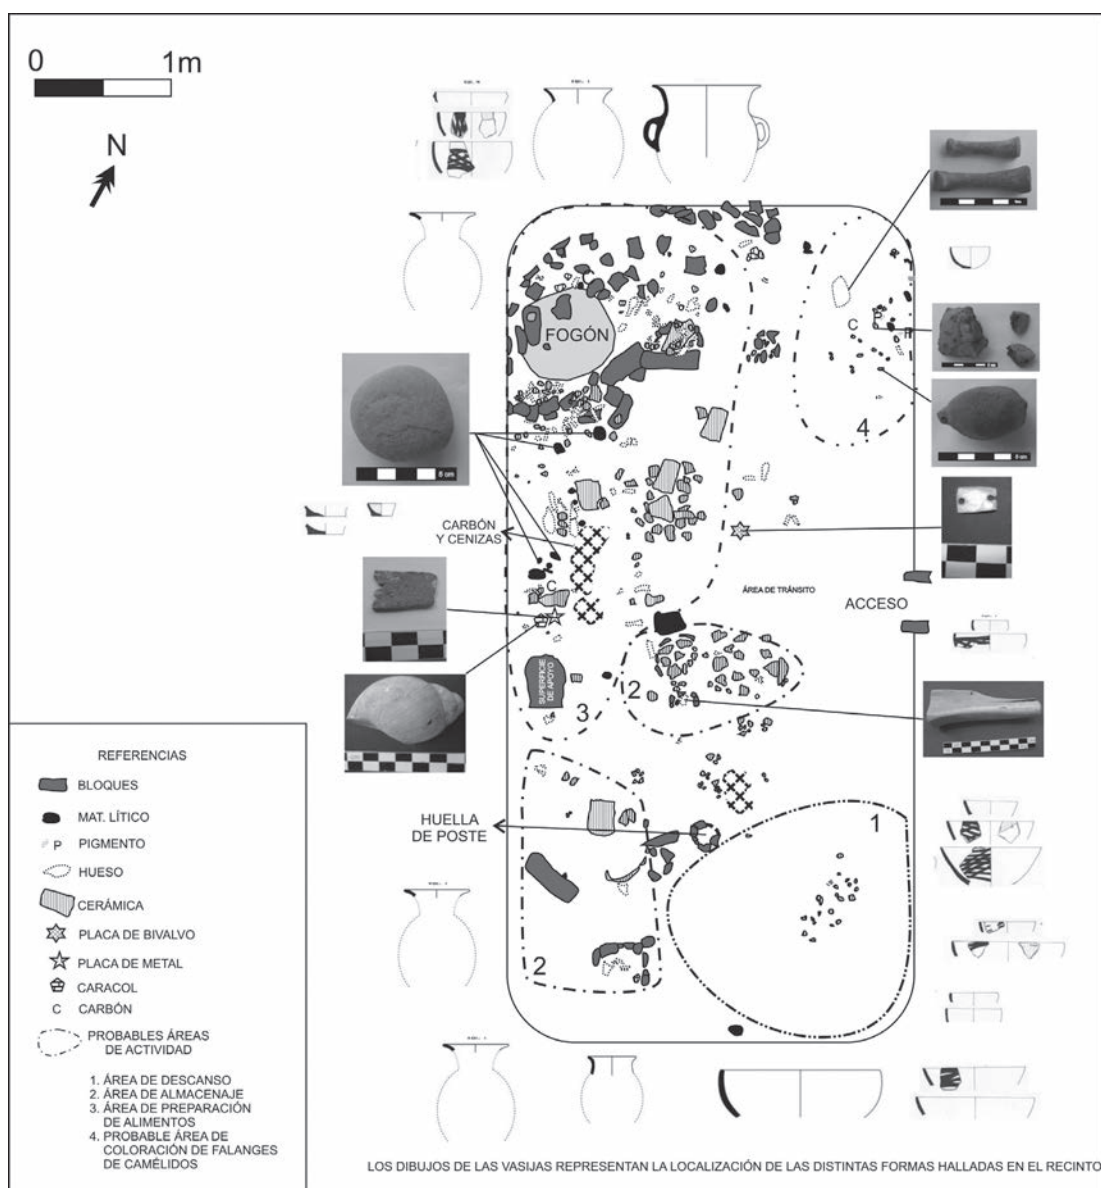 0 1m
N
FOGÓN
C
P
4
8 cm
CARBÓN
Y CENIZAS
C
ÁREA DE TRÁNSITO
ACCESO
SUPERFICIE
DE APOYO
3
2
REFERENCIAS
BLOQUES
MAT. LÍTICO
P PIGMENTO
HUESO
CERÁMICA
PLACA DE BIVALVO
PLACA DE METAL
CARACOL
C CARBÓN
PROBABLES ÁREAS
DE ACTIVIDAD
1. ÁREA DE DESCANSO
2. ÁREA DE ALMACENAJE
3. ÁREA DE PREPARACIÓN
DE ALIMENTOS
4. PROBABLE ÁREA DE
COLORACIÓN DE FALANGES
DE CAMÉLIDOS
HUELLA
DE POSTE
1
2
LOS DIBUJOS DE LAS VASIJAS REPRESENTAN LA LOCALIZACIÓN DE LAS DISTINTAS FORMAS HALLADAS EN EL RECINTO